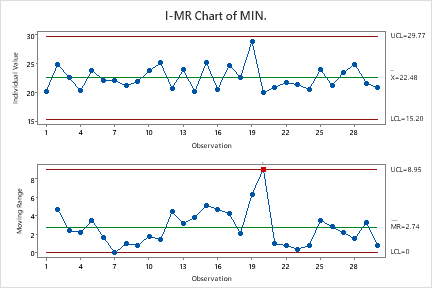 I-MR Chart of MIN.
30
25
20
15
Individual Value
UCL=29.77
_
X=22.48
LCL=15.20
1 4 7 10 13 16 19 22 25 28
Observation
8
6
4
2
0
Moving Range
UCL=8.95
__
MR=2.74
LCL=0
1 4 7 10 13 16 19 22 25 28
Observation